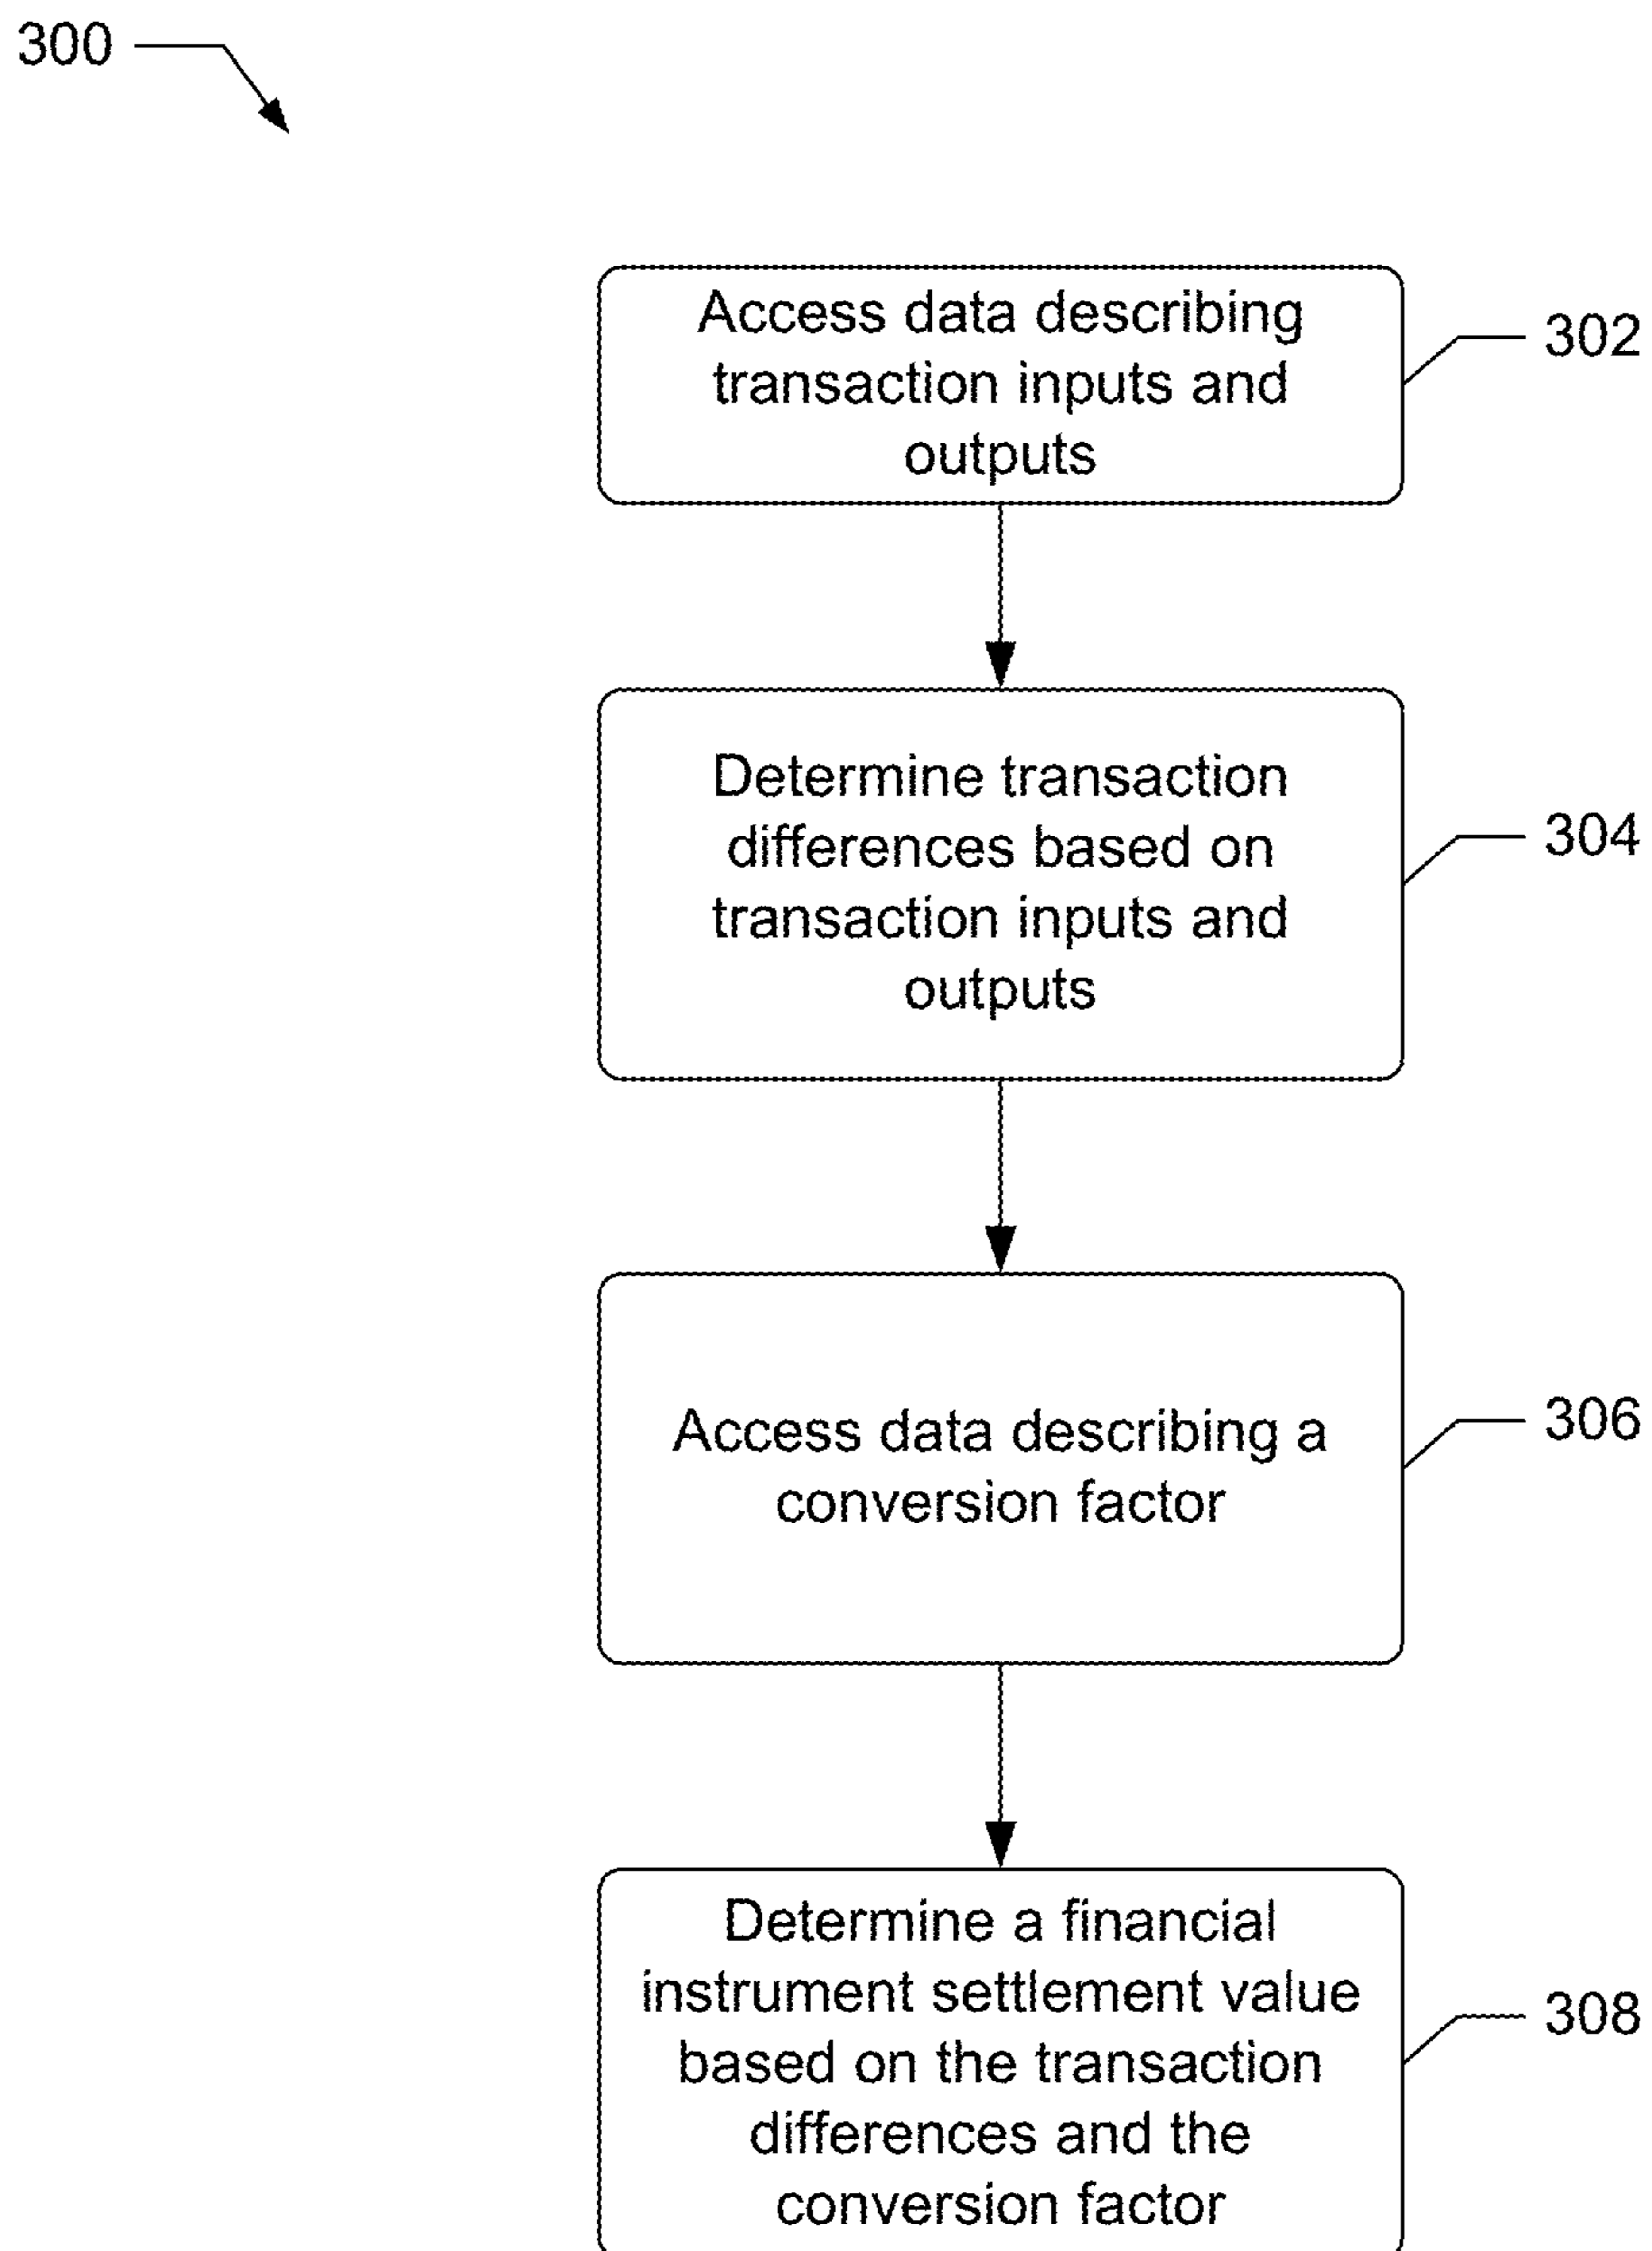 300
Access data describing
transaction inputs and
outputs
302
Determine transaction
differences based on
transaction inputs and
outputs
304
Access data describing a
conversion factor
306
Determine a financial
instrument settlement value
based on the transaction
differences and the
conversion factor
308